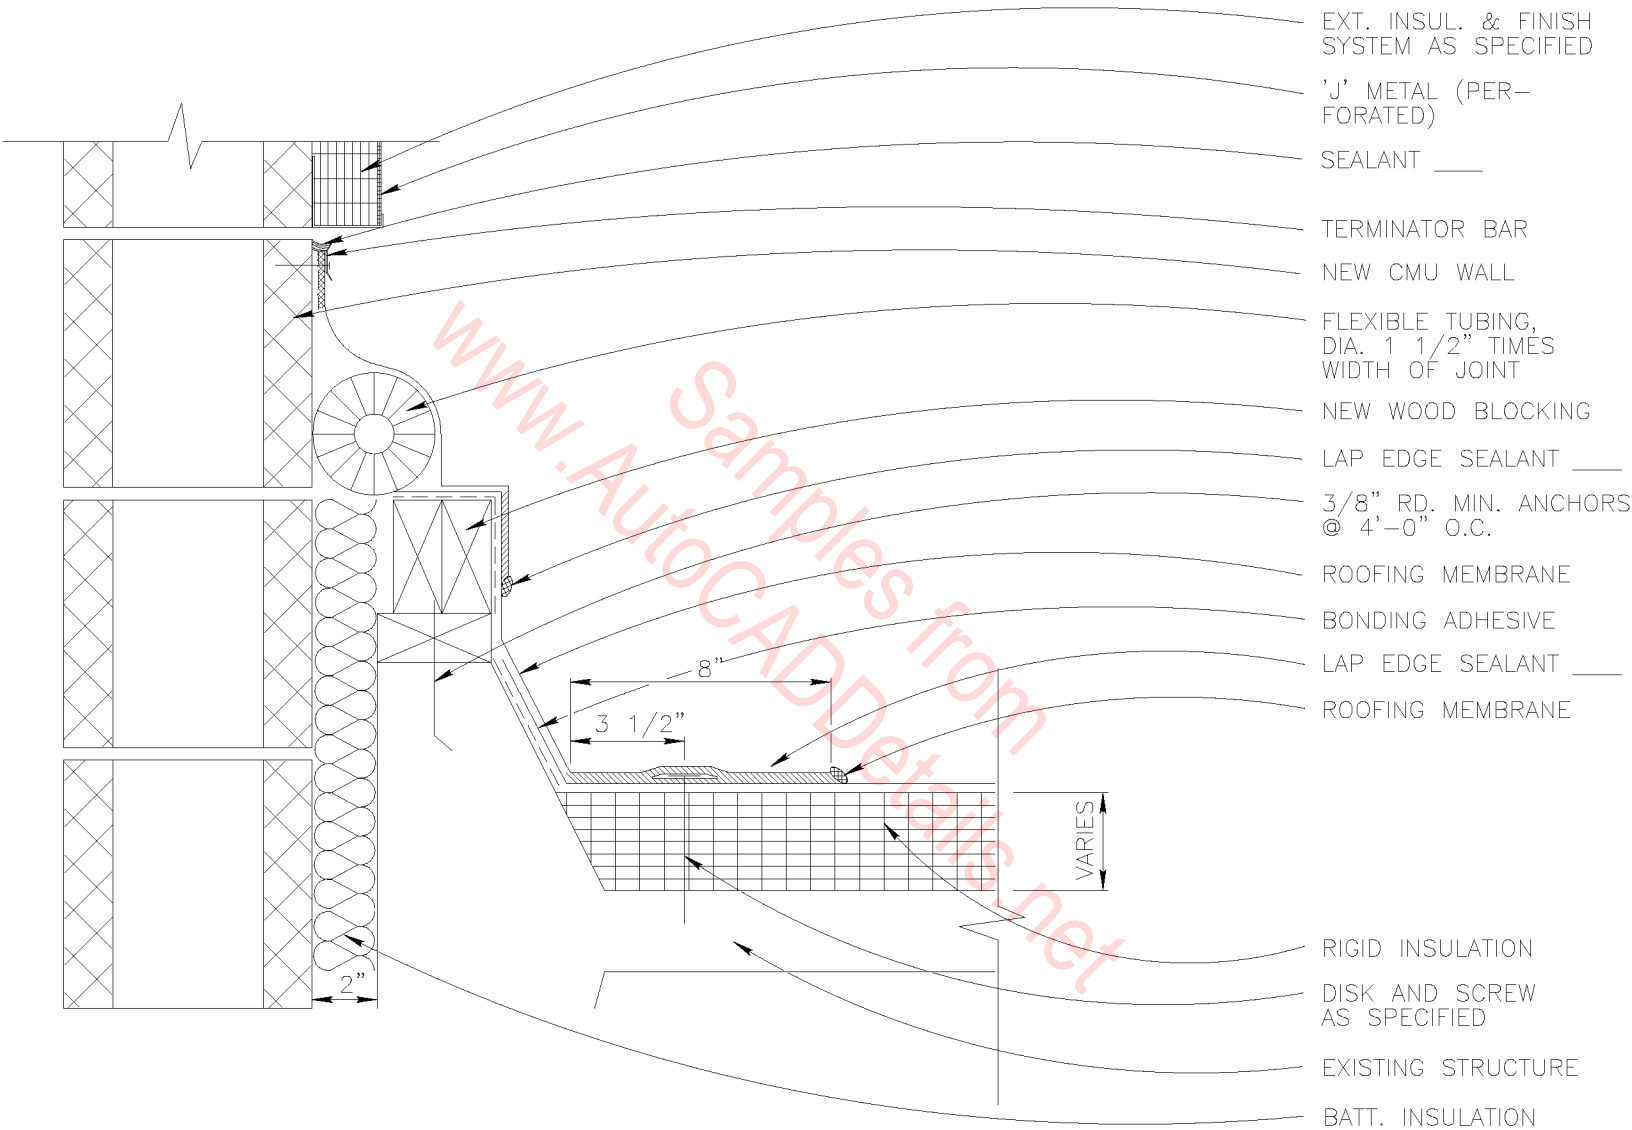 EXT. INSUL. & FINISH
SYSTEM AS SPECIFIED
'J' METAL (PER-
FORATED)
SEALANT ____
TERMINATOR BAR
NEW CMU WALL
FLEXIBLE TUBING,
DIA. 1 1/2" TIMES
WIDTH OF JOINT
NEW WOOD BLOCKING
LAP EDGE SEALANT ____
3/8" RD. MIN. ANCHORS
@ 4'-0" O.C.
ROOFING MEMBRANE
BONDING ADHESIVE
LAP EDGE SEALANT ____
ROOFING MEMBRANE
8"
3 1/2"
VARIES
2"
RIGID INSULATION
DISK AND SCREW
AS SPECIFIED
EXISTING STRUCTURE
BATT. INSULATION
Samples from
www.AutoCADDetails.net